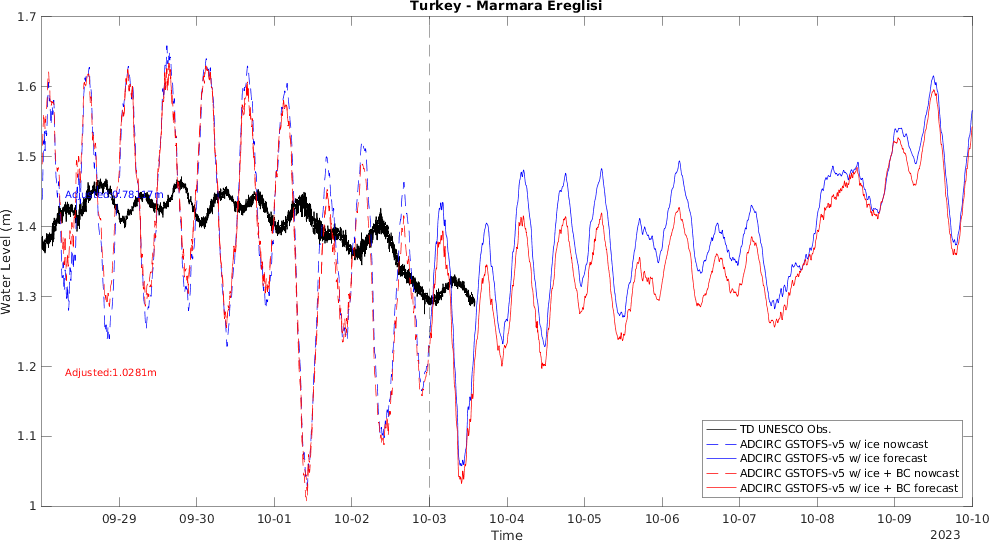 Turkey - Marmara Ereglisi
1.7
1.6
1.5
1.4
1.3
1.2
1.1
1
Water Level (m)
Adjusted:1.0281m
TD UNESCO Obs.
ADCIRC GSTOFS-v5 w/ ice nowcast
ADCIRC GSTOFS-v5 w/ ice forecast
ADCIRC GSTOFS-v5 w/ ice + BC nowcast
ADCIRC GSTOFS-v5 w/ ice + BC forecast
09-29 09-30 10-01 10-02 10-03 10-04 10-05 10-06 10-07 10-08 10-09 10-10
Time
2023